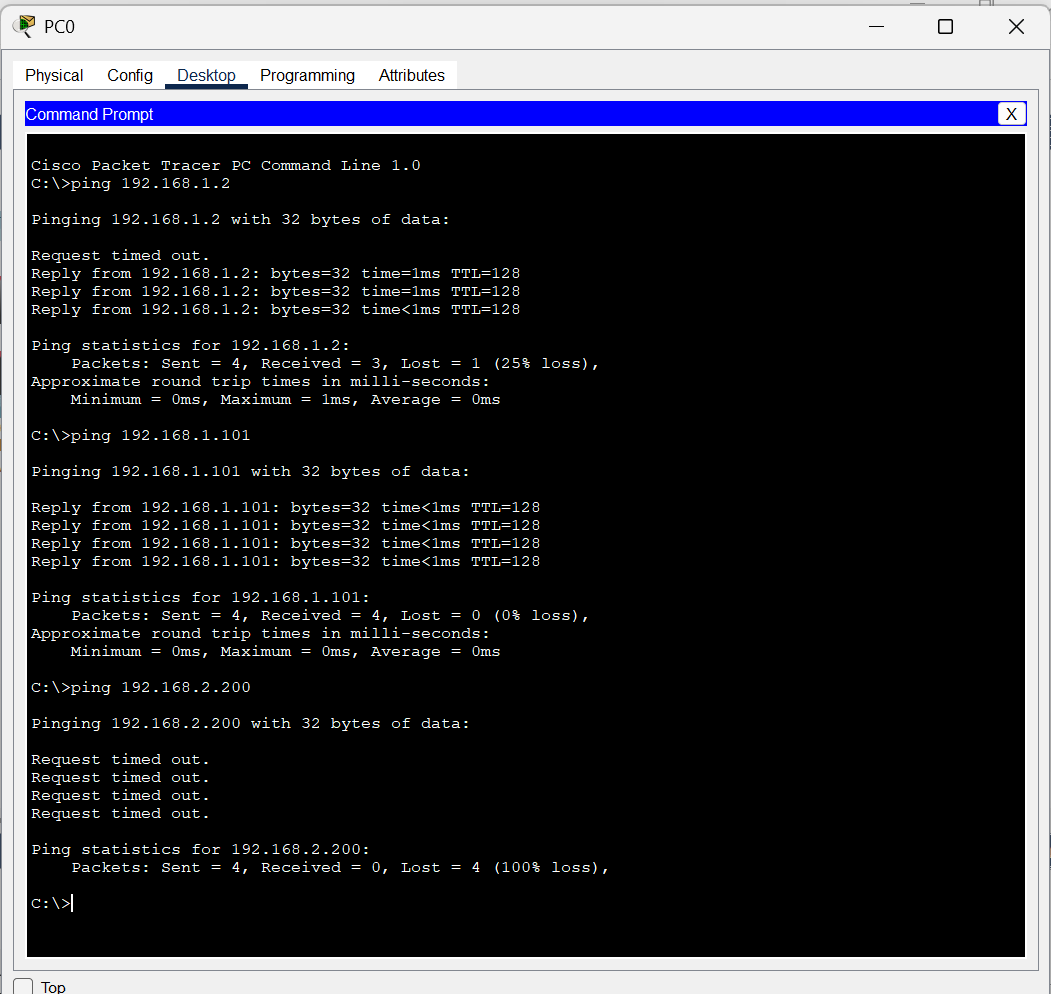 PC0
Physical Config Desktop Programming Attributes
Command Prompt X
Cisco Packet Tracer PC Command Line 1.0
C:\>ping 192.168.1.2
Pinging 192.168.1.2 with 32 bytes of data:
Request timed out.
Reply from 192.168.1.2: bytes=32 time=1ms TTL=128
Reply from 192.168.1.2: bytes=32 time=1ms TTL=128
Reply from 192.168.1.2: bytes=32 time<1ms TTL=128
Ping statistics for 192.168.1.2:
    Packets: Sent = 4, Received = 3, Lost = 1 (25% loss),
Approximate round trip times in milli-seconds:
    Minimum = 0ms, Maximum = 1ms, Average = 0ms
C:\>ping 192.168.1.101
Pinging 192.168.1.101 with 32 bytes of data:
Reply from 192.168.1.101: bytes=32 time<1ms TTL=128
Reply from 192.168.1.101: bytes=32 time<1ms TTL=128
Reply from 192.168.1.101: bytes=32 time<1ms TTL=128
Reply from 192.168.1.101: bytes=32 time<1ms TTL=128
Ping statistics for 192.168.1.101:
    Packets: Sent = 4, Received = 4, Lost = 0 (0% loss),
Approximate round trip times in milli-seconds:
    Minimum = 0ms, Maximum = 0ms, Average = 0ms
C:\>ping 192.168.2.200
Pinging 192.168.2.200 with 32 bytes of data:
Request timed out.
Request timed out.
Request timed out.
Request timed out.
Ping statistics for 192.168.2.200:
    Packets: Sent = 4, Received = 0, Lost = 4 (100% loss),
C:\>
Top